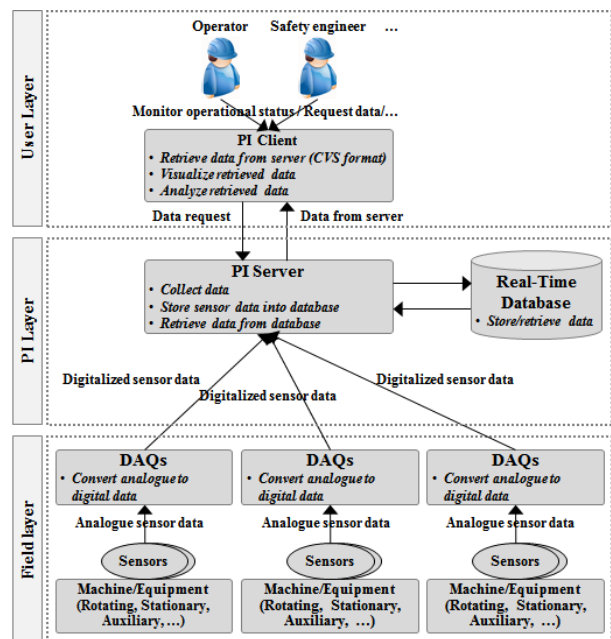 User Layer
Operator
Safety engineer
...
Monitor operational status / Request data/...
PI Client
• Retrieve data from server (CVS format)
• Visualize retrieved data
• Analyze retrieved data
Data request
Data from server
PI Layer
PI Server
• Collect data
• Store sensor data into database
• Retrieve data from database
Real-Time
Database
• Store/retrieve data
Digitalized sensor data
Digitalized sensor data
Digitalized sensor data
Field layer
DAQs
• Convert analogue to
digital data
DAQs
• Convert analogue to
digital data
DAQs
• Convert analogue to
digital data
Analogue sensor data
Analogue sensor data
Analogue sensor data
Sensors
Sensors
Sensors
Machine/Equipment
(Rotating, Stationary,
Auxiliary, ...)
Machine/Equipment
(Rotating, Stationary,
Auxiliary, ...)
Machine/Equipment
(Rotating, Stationary,
Auxiliary, ...)